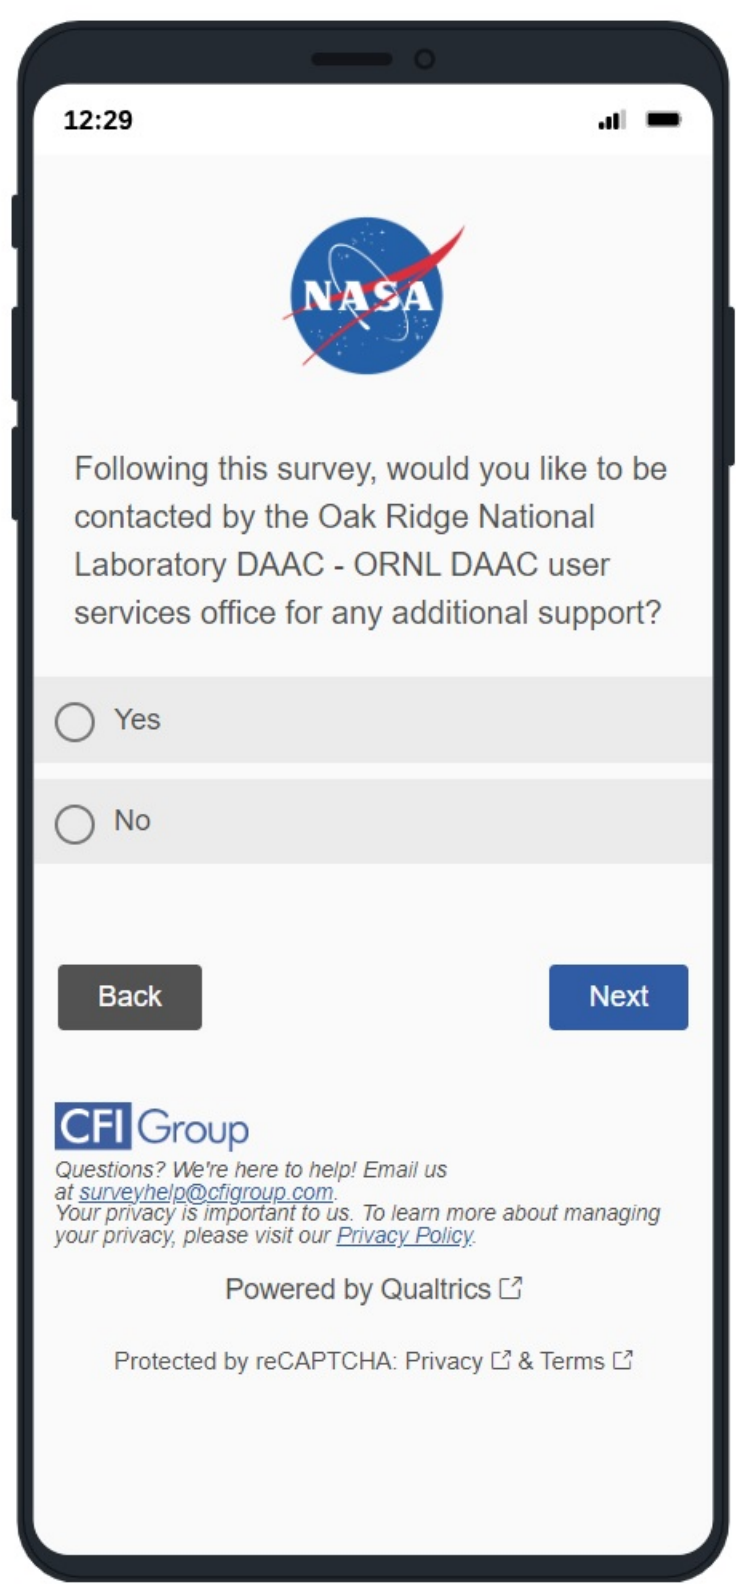 12:29
NASA
Following this survey, would you like to be
contacted by the Oak Ridge National
Laboratory DAAC - ORNL DAAC user
services office for any additional support?
Yes
No
Back
Next
CFI Group
Questions? We're here to help! Email us
at surveyhelp@cfigroup.com.
Your privacy is important to us. To learn more about managing
your privacy, please visit our Privacy Policy.
Powered by Qualtrics
Protected by reCAPTCHA: Privacy & Terms